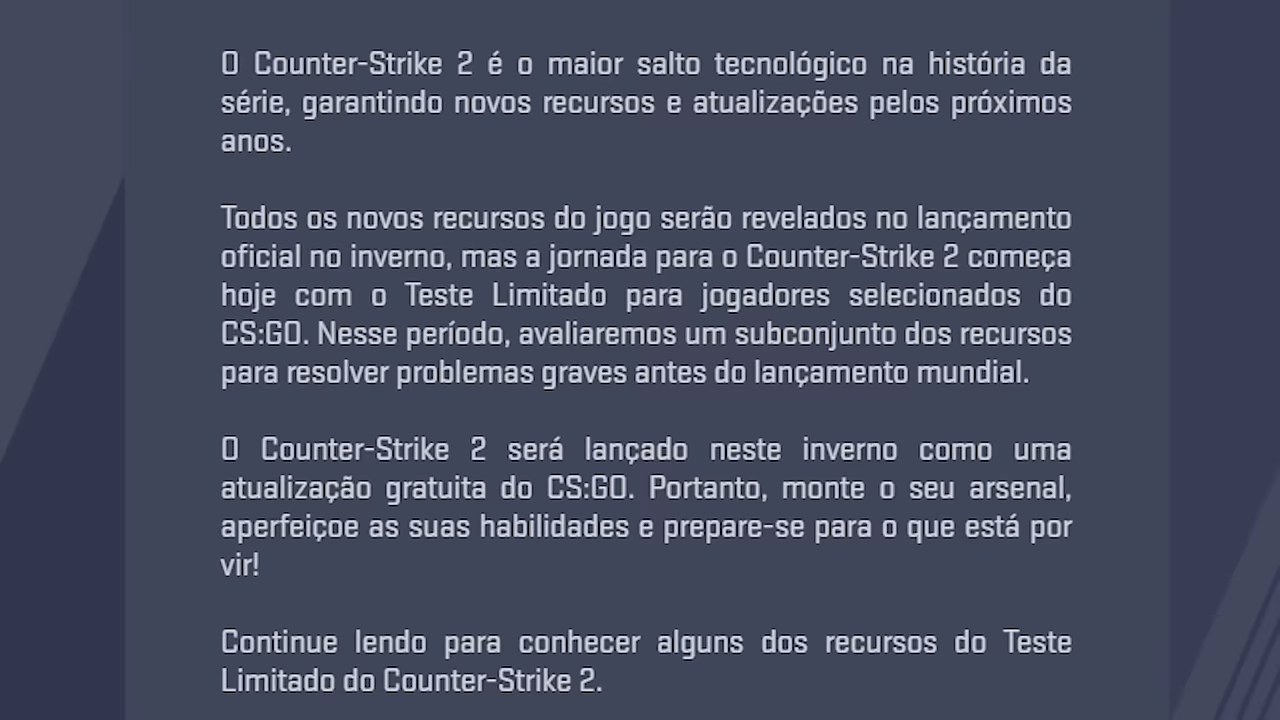 O Counter-Strike 2 é o maior salto tecnológico na história da
série, garantindo novos recursos e atualizações pelos próximos
anos.
Todos os novos recursos do jogo serão revelados no lançamento
oficial no inverno, mas a jornada para o Counter-Strike 2 começa
hoje com o Teste Limitado para jogadores selecionados do
CS:GO. Nesse período, avaliaremos um subconjunto dos recursos
para resolver problemas graves antes do lançamento mundial.
O Counter-Strike 2 será lançado neste inverno como uma
atualização gratuita do CS:GO. Portanto, monte o seu arsenal,
aperfeiçoe as suas habilidades e prepare-se para o que está por
vir!
Continue lendo para conhecer alguns dos recursos do Teste
Limitado do Counter-Strike 2.